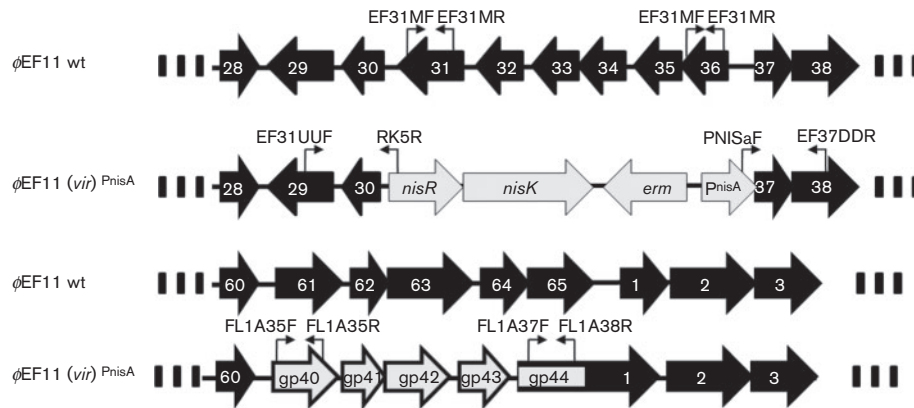 EF31MF EF31MR EF31MF EF31MR
ϕEF11 wt 28 29 30 31 32 33 34 35 36 37 38
EF31UUF RK5R PNISaF EF37DDR
ϕEF11 (vir) PnisA 28 29 30 nisR nisK erm PnisA 37 38
ϕEF11 wt 60 61 62 63 64 65 1 2 3
FL1A35F FL1A35R FL1A37F FL1A38R
ϕEF11 (vir) PnisA 60 gp40 gp41 gp42 gp43 gp44 1 2 3